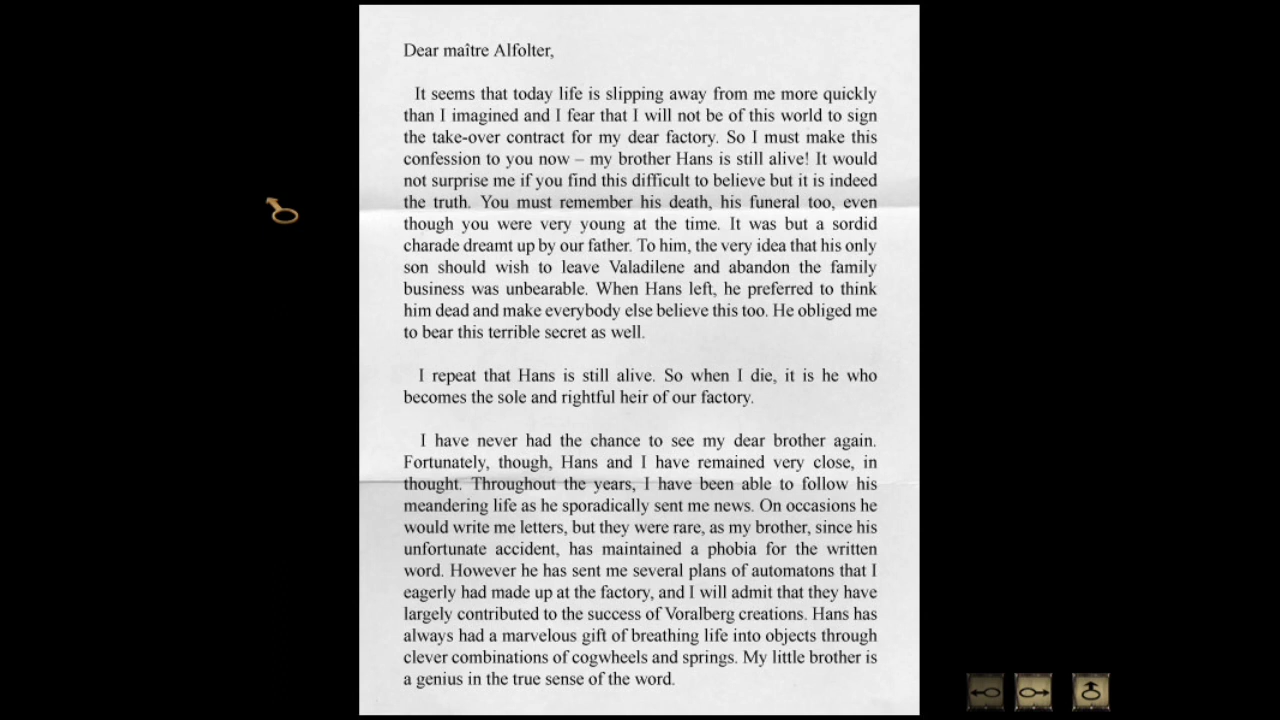 Dear maître Alfolter,
It seems that today life is slipping away from me more quickly
than I imagined and I fear that I will not be of this world to sign
the take-over contract for my dear factory. So I must make this
confession to you now – my brother Hans is still alive! It would
not surprise me if you find this difficult to believe but it is indeed
the truth. You must remember his death, his funeral too, even
though you were very young at the time. It was but a sordid
charade dreamt up by our father. To him, the very idea that his only
son should wish to leave Valadilene and abandon the family
business was unbearable. When Hans left, he preferred to think
him dead and make everybody else believe this too. He obliged me
to bear this terrible secret as well.
I repeat that Hans is still alive. So when I die, it is he who
becomes the sole and rightful heir of our factory.
I have never had the chance to see my dear brother again.
Fortunately, though, Hans and I have remained very close, in
thought. Throughout the years, I have been able to follow his
meandering life as he sporadically sent me news. On occasions he
would write me letters, but they were rare, as my brother, since his
unfortunate accident, has maintained a phobia for the written
word. However he has sent me several plans of automatons that I
eagerly had made up at the factory, and I will admit that they have
largely contributed to the success of Voralberg creations. Hans has
always had a marvelous gift of breathing life into objects through
clever combinations of cogwheels and springs. My little brother is
a genius in the true sense of the word.